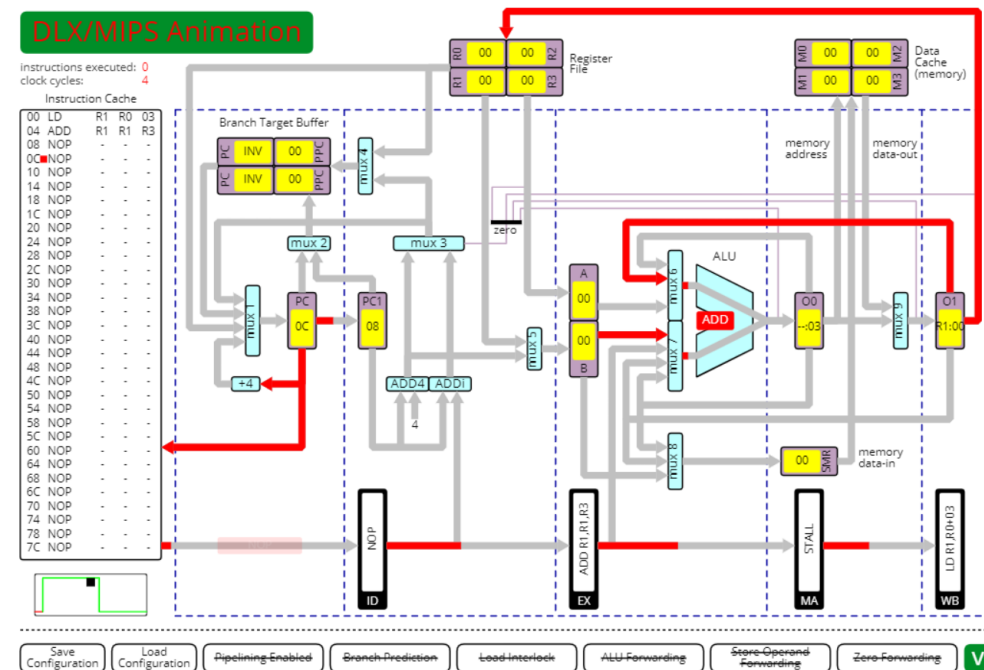 DLX/MIPS Animation
instructions executed: 0
clock cycles: 4
Instruction Cache
00 LD R1 R0 03
04 ADD R1 R1 R3
08 NOP - - -
0C NOP - - -
10 NOP - - -
14 NOP - - -
18 NOP - - -
1C NOP - - -
20 NOP - - -
24 NOP - - -
28 NOP - - -
2C NOP - - -
30 NOP - - -
34 NOP - - -
38 NOP - - -
3C NOP - - -
40 NOP - - -
44 NOP - - -
48 NOP - - -
4C NOP - - -
50 NOP - - -
54 NOP - - -
58 NOP - - -
5C NOP - - -
60 NOP - - -
64 NOP - - -
68 NOP - - -
6C NOP - - -
70 NOP - - -
74 NOP - - -
78 NOP - - -
7C NOP - - -
R0 00 00 R2
R1 00 00 R3
Register
File
M0 00 00 M2
M1 00 00 M3
Data
Cache
(memory)
Branch Target Buffer
PC INV 00 PPC
PC INV 00 PPC
mux 4
memory
address
memory
data-out
zero
mux 2
mux 3
mux 1
PC
0C
PC1
08
+4
ADD4
ADDi
4
mux 5
A
00
00
B
mux 6
mux 7
ALU
ADD
O0
--:03
mux 9
O1
R1:00
mux 8
00 SMR
memory
data-in
NOP
ID
ADD R1,R1,R3
EX
STALL
MA
LD R1,R0+03
WB
Save
Configuration
Load
Configuration
Pipelining Enabled
Branch Prediction
Load Interlock
ALU Forwarding
Store Operand
Forwarding
Zero Forwarding
V